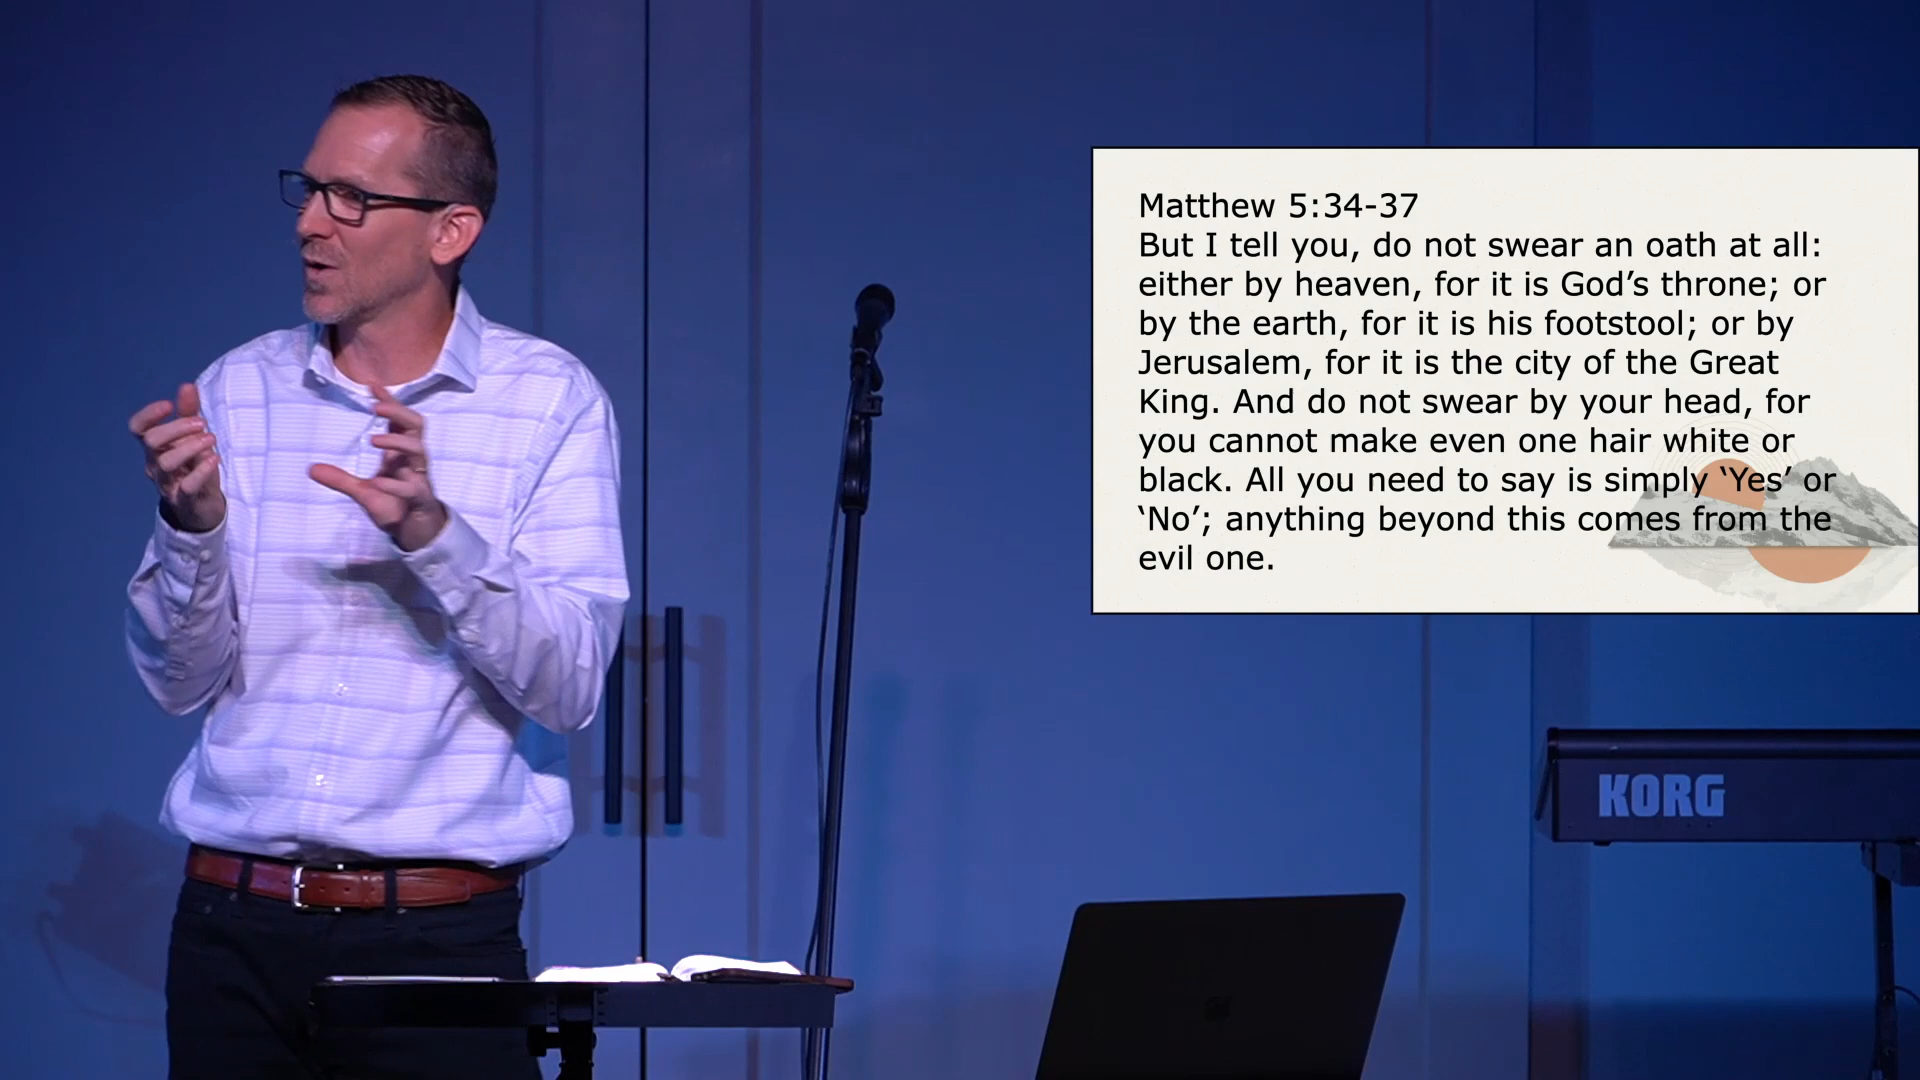 Matthew 5:34-37
But I tell you, do not swear an oath at all:
either by heaven, for it is God’s throne; or
by the earth, for it is his footstool; or by
Jerusalem, for it is the city of the Great
King. And do not swear by your head, for
you cannot make even one hair white or
black. All you need to say is simply ‘Yes’ or
‘No’; anything beyond this comes from the
evil one.
KORG